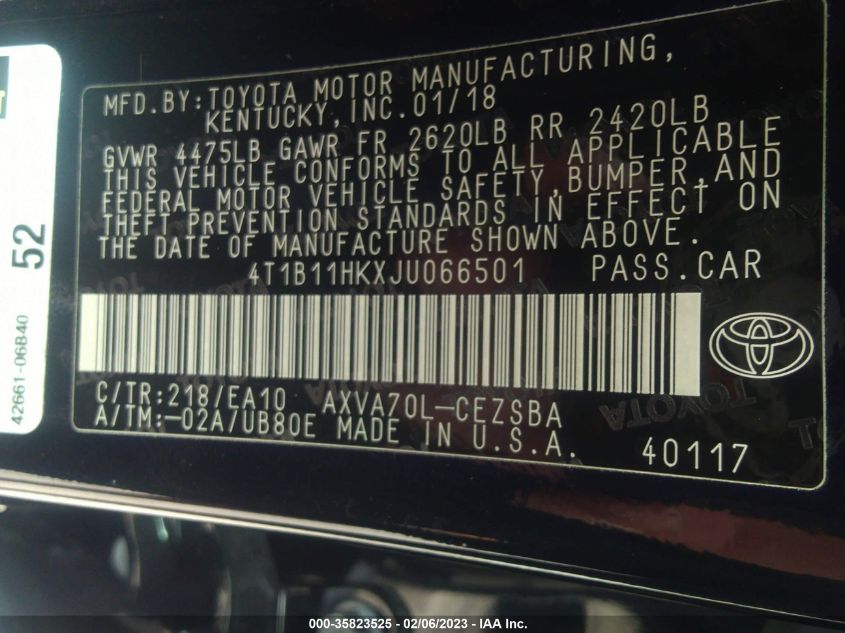 MFD.BY:TOYOTA MOTOR MANUFACTURING,
KENTUCKY, INC. 01/18
GVWR 4475LB GAWR FR 2620LB RR 2420LB
THIS VEHICLE CONFORMS TO ALL APPLICABLE
FEDERAL MOTOR VEHICLE SAFETY, BUMPER, AND
THEFT PREVENTION STANDARDS IN EFFECT ON
THE DATE OF MANUFACTURE SHOWN ABOVE.
4T1B11HKXJU066501 PASS.CAR
C/TR:218/EA10 AXVA70L-CEZSBA
A/TM:-02A/UB80E MADE IN U.S.A.
40117
52
42661-06B40
TOYOTA
000-35823525 - 02/06/2023 - IAA Inc.